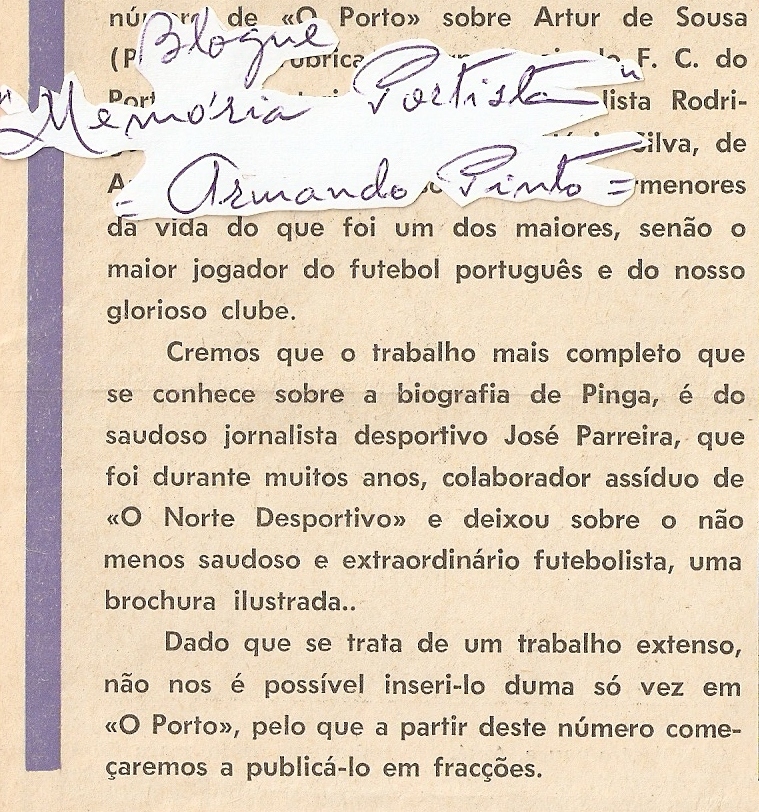 número de «O Porto» sobre Artur de Sousa
Blogue
F. C. do
"Memória Portista"
lista Rodri-
Silva, de
= Armando Pinto =
rmenores
da vida do que foi um dos maiores, senão o
maior jogador do futebol português e do nosso
glorioso clube.
Cremos que o trabalho mais completo que
se conhece sobre a biografia de Pinga, é do
saudoso jornalista desportivo José Parreira, que
foi durante muitos anos, colaborador assíduo de
«O Norte Desportivo» e deixou sobre o não
menos saudoso e extraordinário futebolista, uma
brochura ilustrada..
Dado que se trata de um trabalho extenso,
não nos é possível inseri-lo duma só vez em
«O Porto», pelo que a partir deste número come-
çaremos a publicá-lo em fracções.